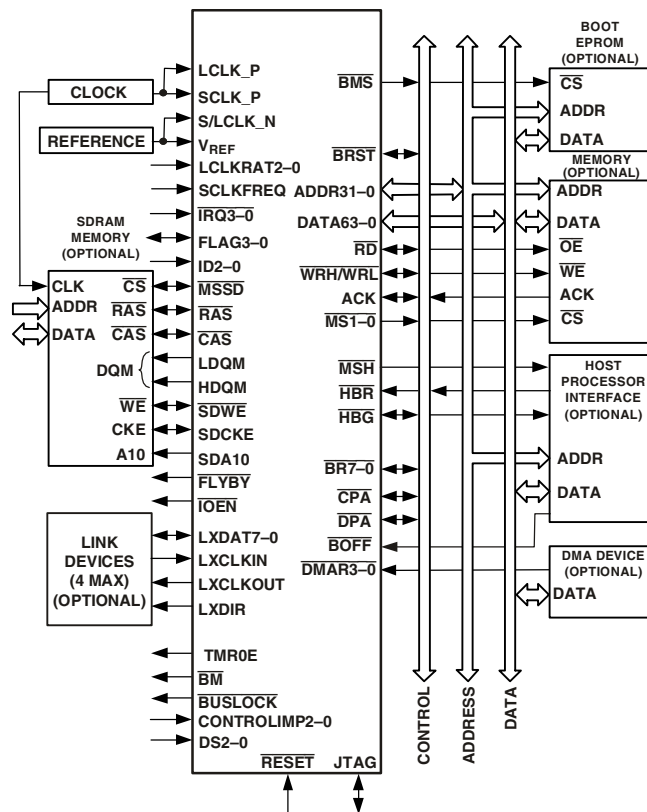 BOOT
EPROM
(OPTIONAL)
CS
ADDR
DATA
MEMORY
(OPTIONAL)
ADDR
DATA
OE
WE
ACK
CS
HOST
PROCESSOR
INTERFACE
(OPTIONAL)
ADDR
DATA
DMA DEVICE
(OPTIONAL)
DATA
CLOCK
REFERENCE
SDRAM
MEMORY
(OPTIONAL)
CLK
ADDR
DATA
CS
RAS
CAS
DQM
WE
CKE
A10
LINK
DEVICES
(4 MAX)
(OPTIONAL)
LCLK_P
SCLK_P
S/LCLK_N
VREF
LCLKRAT2–0
SCLKFREQ
IRQ3–0
FLAG3–0
ID2–0
MSSD
RAS
CAS
LDQM
HDQM
SDWE
SDCKE
SDA10
FLYBY
IOEN
LXDAT7–0
LXCLKIN
LXCLKOUT
LXDIR
TMR0E
BM
BUSLOCK
CONTROLIMP2–0
DS2–0
BMS
BRST
ADDR31–0
DATA63–0
RD
WRH/WRL
ACK
MS1–0
MSH
HBR
HBG
BR7–0
CPA
DPA
BOFF
DMAR3–0
RESET
JTAG
CONTROL
ADDRESS
DATA